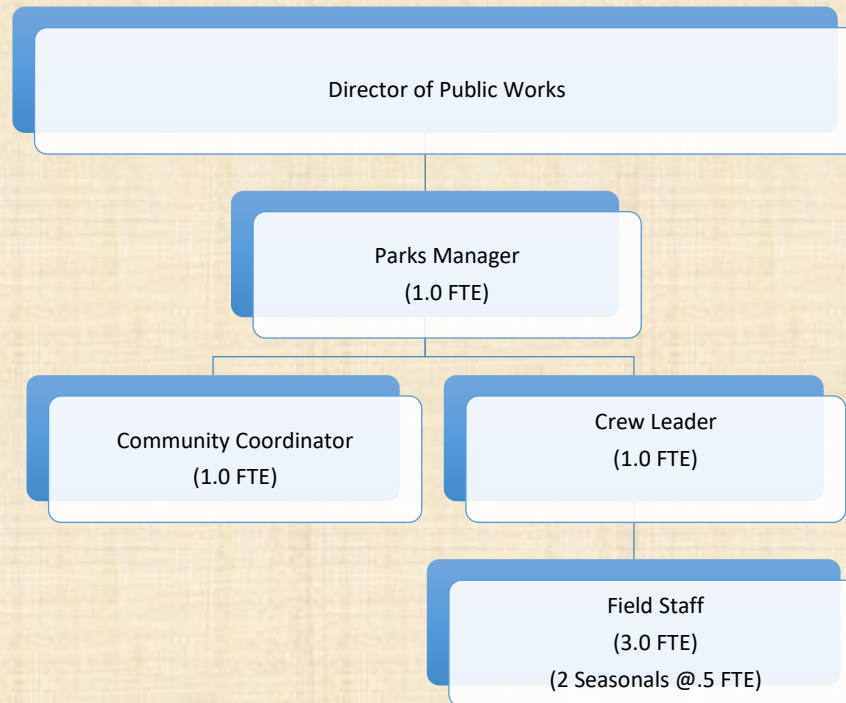 Director of Public Works
Parks Manager
(1.0 FTE)
Community Coordinator
(1.0 FTE)
Crew Leader
(1.0 FTE)
Field Staff
(3.0 FTE)
(2 Seasonals @.5 FTE)